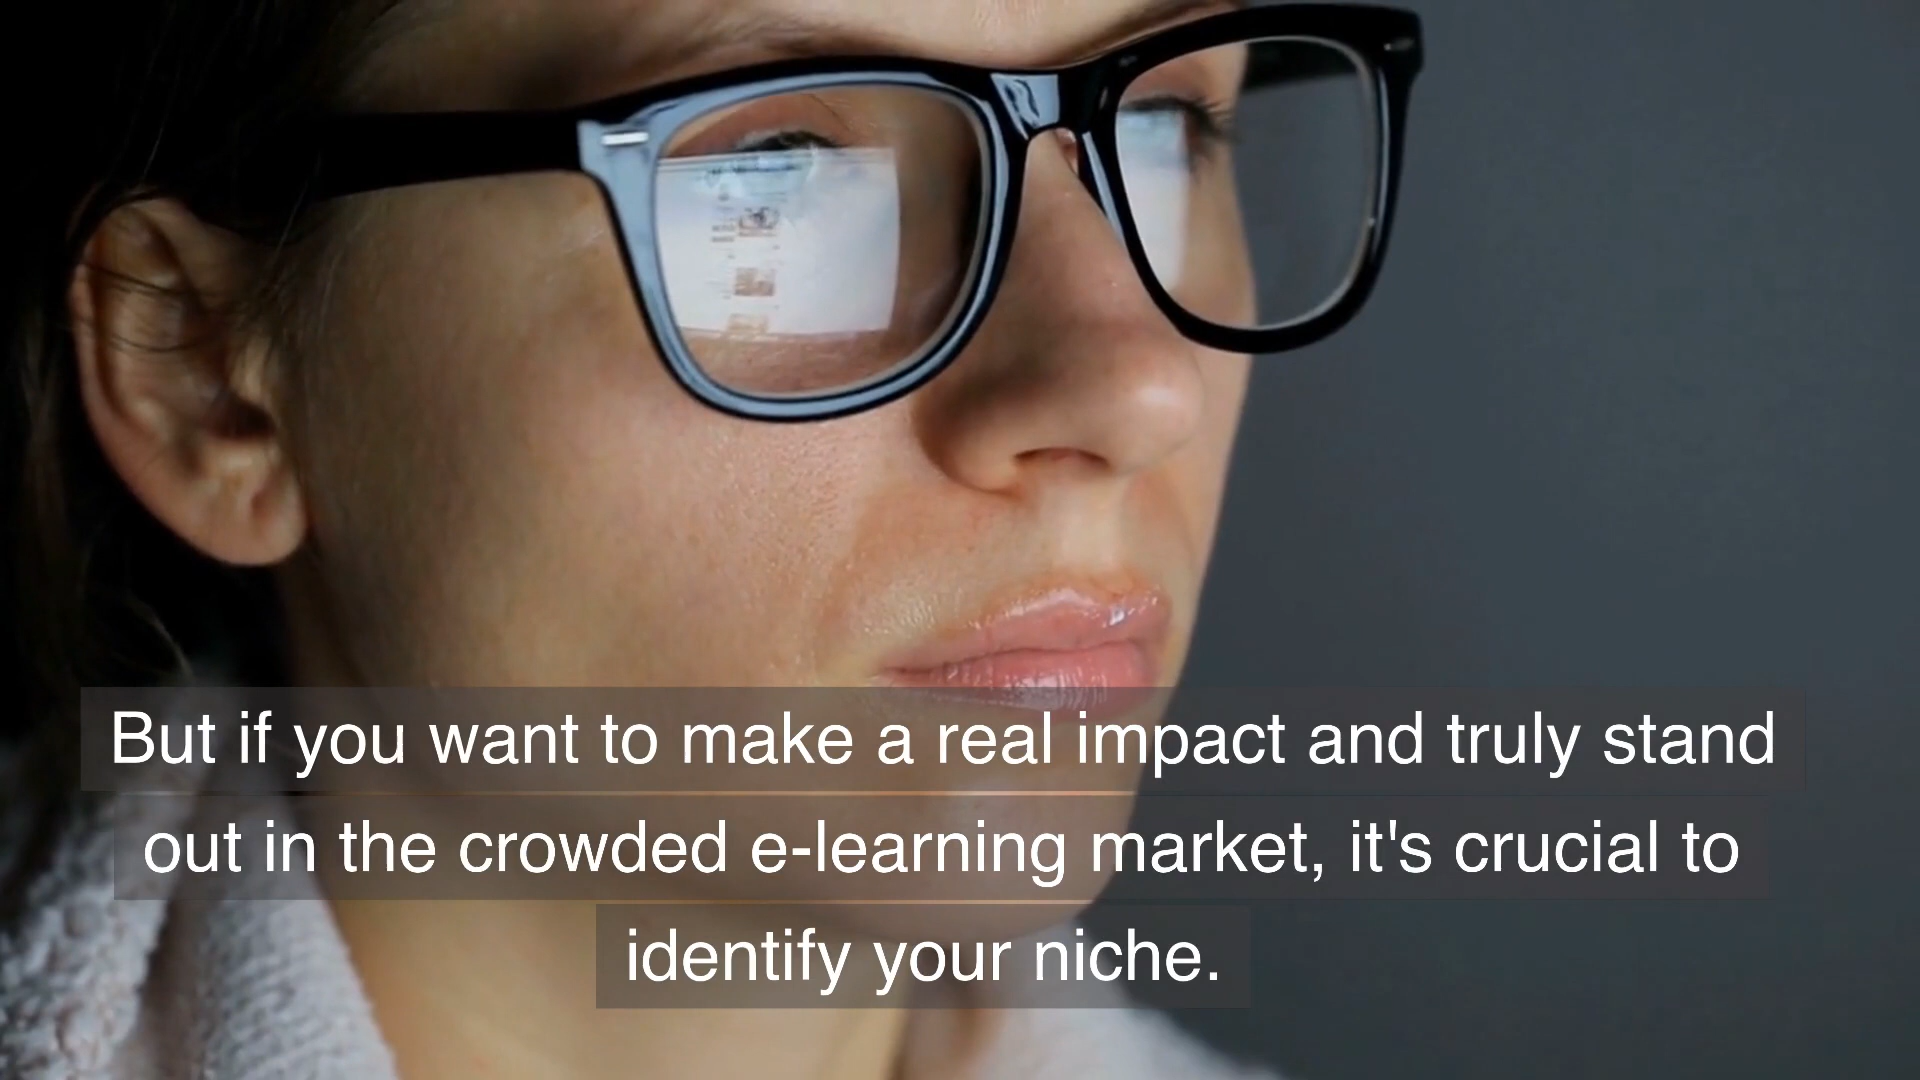 But if you want to make a real impact and truly stand
out in the crowded e-learning market, it's crucial to
identify your niche.